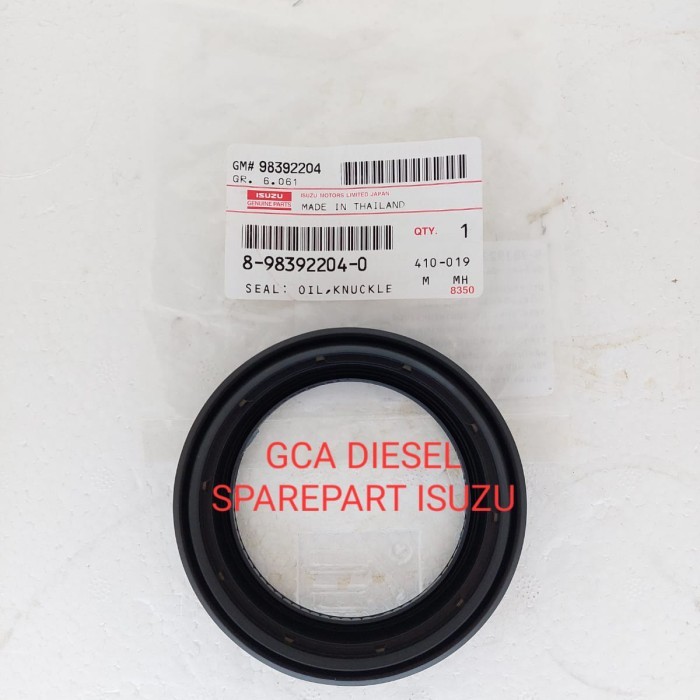 GM# 98392204
GR. 6.061
ISUZU
GENUINE PARTS
ISUZU MOTORS LIMITED JAPAN
MADE IN THAILAND
QTY. 1
8-98392204-0
410-019
M MH
SEAL: OIL,KNUCKLE
8350
GCA DIESEL
SPAREPART ISUZU